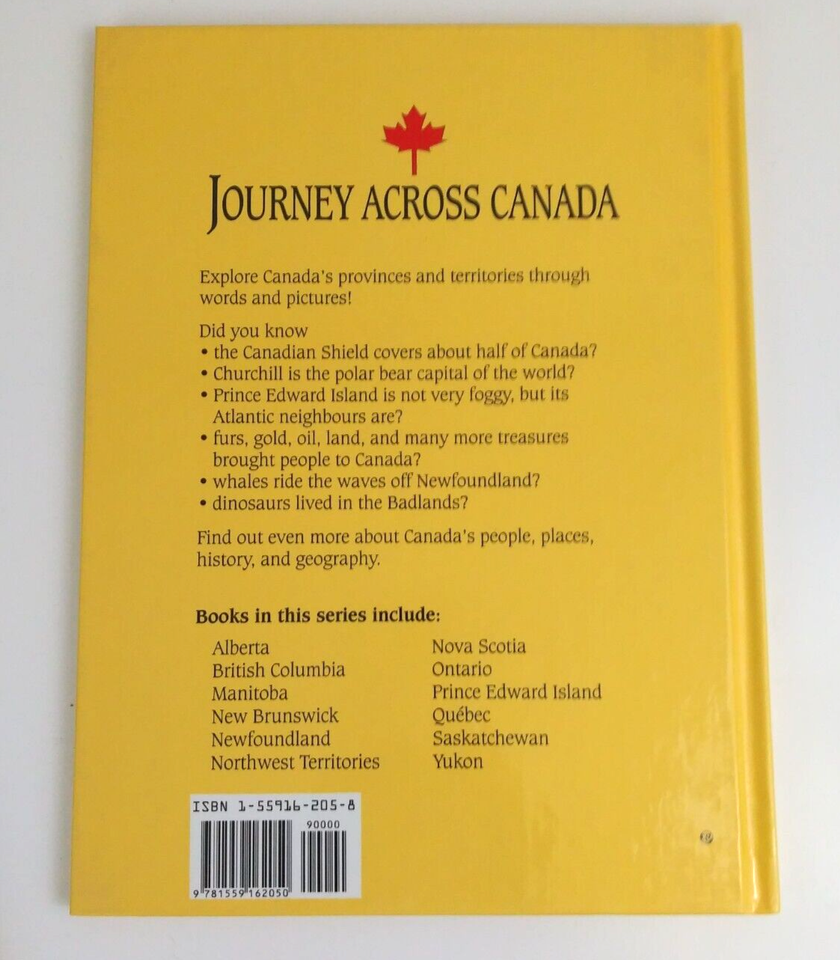 JOURNEY ACROSS CANADA
Explore Canada's provinces and territories through
words and pictures!
Did you know
• the Canadian Shield covers about half of Canada?
• Churchill is the polar bear capital of the world?
• Prince Edward Island is not very foggy, but its
Atlantic neighbours are?
• furs, gold, oil, land, and many more treasures
brought people to Canada?
• whales ride the waves off Newfoundland?
• dinosaurs lived in the Badlands?
Find out even more about Canada's people, places,
history, and geography.
Books in this series include:
Alberta
British Columbia
Manitoba
New Brunswick
Newfoundland
Northwest Territories
Nova Scotia
Ontario
Prince Edward Island
Québec
Saskatchewan
Yukon
ISBN 1-55916-205-8
90000
9 781559 162050